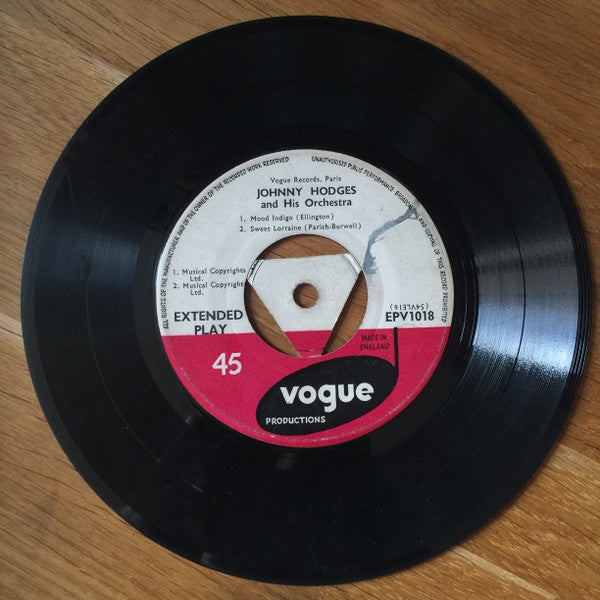 ALL RIGHTS OF THE MANUFACTURER AND OF THE OWNER OF THE RECORDED WORK RESERVED
UNAUTHORISED PUBLIC PERFORMANCE BROADCASTING AND COPYING OF THIS RECORD PROHIBITED
Vogue Records, Paris
JOHNNY HODGES
and His Orchestra
1. Mood Indigo (Ellington)
2. Sweet Lorraine (Parish-Burwell)
1. Musical Copyrights
Ltd.
2. Musical Copyrights
Ltd.
EXTENDED
PLAY
(54VLE16)
EPV1018
45
MADE IN
ENGLAND
vogue
PRODUCTIONS